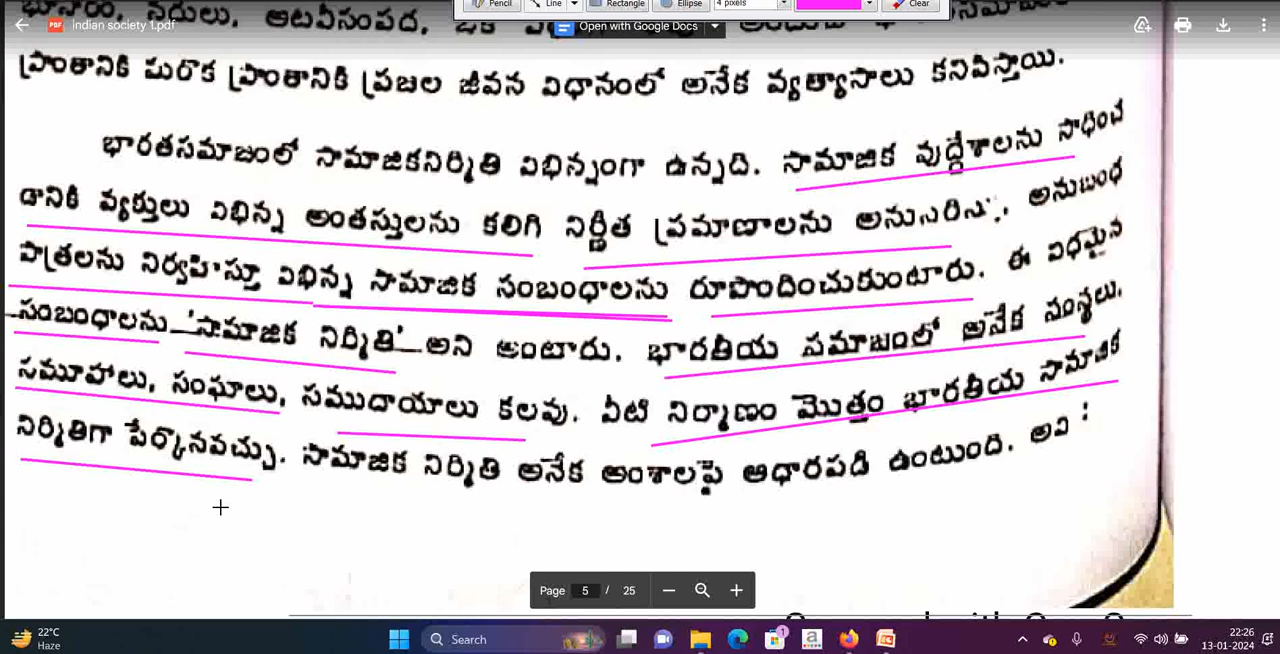 Pencil Line Rectangle Ellipse 4 pixels Clear
నదులు, అటవీసంపద,
Indian society 1.pdf Open with Google Docs
ప్రాంతానికి మరొక ప్రాంతానికి ప్రజల జీవన విధానంలో అనేక వ్యత్యాసాలు కనిపిస్తాయి.
భారతసమాజంలో సామాజికనిర్మితి విభిన్నంగా ఉన్నది. సామాజిక వుద్దేశాలను సాధించ
డానికి వ్యక్తులు విభిన్న అంతస్తులను కలిగి నిర్ణీత ప్రమాణాలను అనుసరిస్తూ, అనుబంధ
పాత్రలను నిర్వహిస్తూ విభిన్న సామాజిక సంబంధాలను రూపొందించుకుంటారు. ఈ విధమైన
సంబంధాలను 'సామాజిక నిర్మితి' అని అంటారు. భారతీయ సమాజంలో అనేక సంస్థలు,
సమూహాలు, సంఘాలు, సముదాయాలు కలవు. వీటి నిర్మాణం మొత్తం భారతీయ సామాజిక
నిర్మితిగా పేర్కొనవచ్చు. సామాజిక నిర్మితి అనేక అంశాలపై ఆధారపడి ఉంటుంది. అవి :
Page 5 / 25
22°C
Haze
Search
22:26
13-01-2024